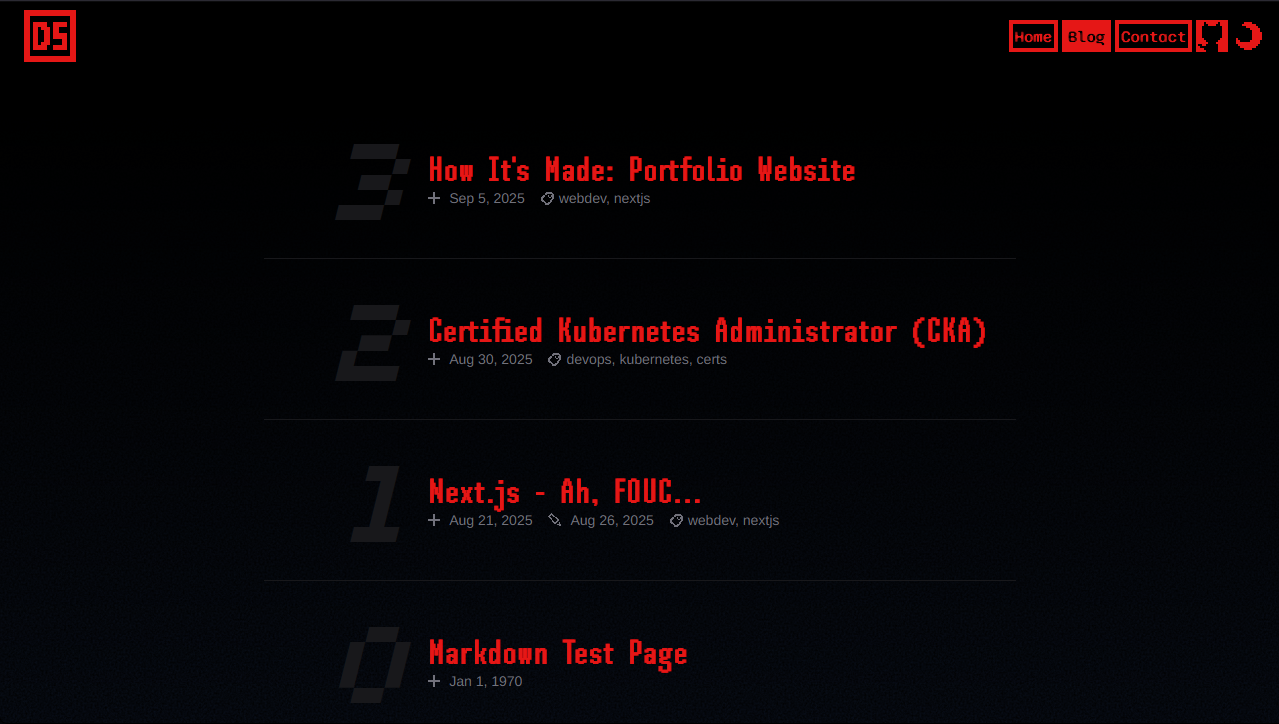 DS
Home Blog Contact
3
How It's Made: Portfolio Website
Sep 5, 2025 webdev, nextjs
2
Certified Kubernetes Administrator (CKA)
Aug 30, 2025 devops, kubernetes, certs
1
Next.js - Ah, FOUC...
Aug 21, 2025 Aug 26, 2025 webdev, nextjs
0
Markdown Test Page
Jan 1, 1970